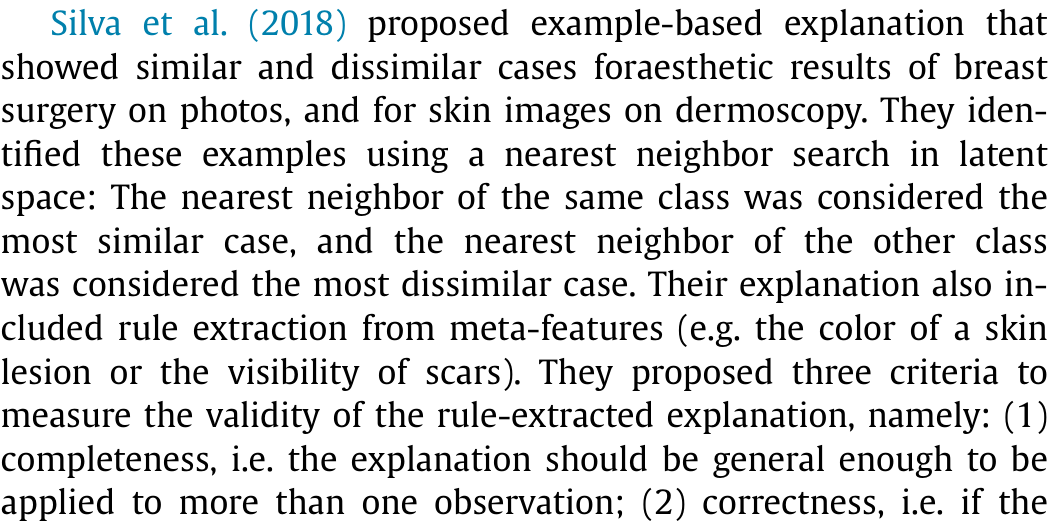 Silva et al. (2018) proposed example-based explanation that
showed similar and dissimilar cases foraesthetic results of breast
surgery on photos, and for skin images on dermoscopy. They iden-
tified these examples using a nearest neighbor search in latent
space: The nearest neighbor of the same class was considered the
most similar case, and the nearest neighbor of the other class
was considered the most dissimilar case. Their explanation also in-
cluded rule extraction from meta-features (e.g. the color of a skin
lesion or the visibility of scars). They proposed three criteria to
measure the validity of the rule-extracted explanation, namely: (1)
completeness, i.e. the explanation should be general enough to be
applied to more than one observation; (2) correctness, i.e. if the